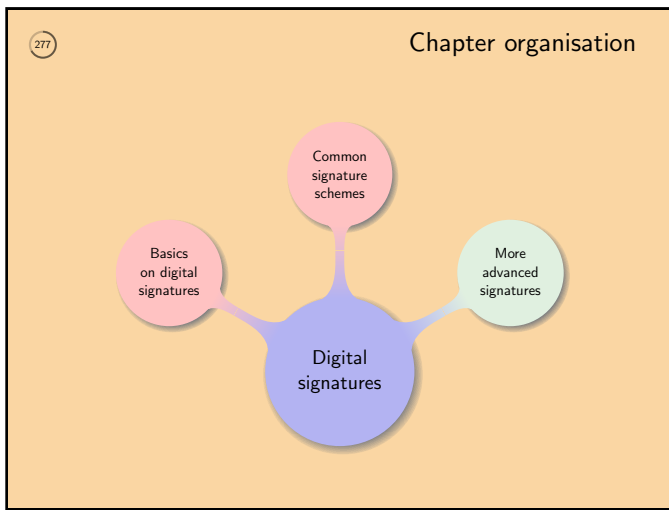 277
Chapter organisation
Common
signature
schemes
Basics
on digital
signatures
More
advanced
signatures
Digital
signatures